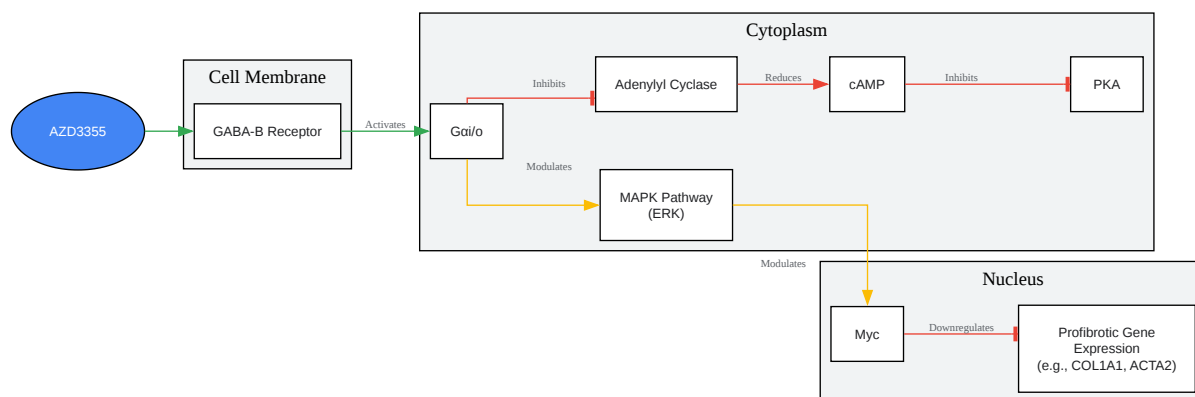 Cytoplasm
Cell Membrane
Inhibits
Adenylyl Cyclase
Reduces
cAMP
Inhibits
PKA
AZD3355
GABA-B Receptor
Activates
Gαi/o
Modulates
MAPK Pathway
(ERK)
Modulates
Nucleus
Myc
Downregulates
Profibrotic Gene
Expression
(e.g., COL1A1, ACTA2)